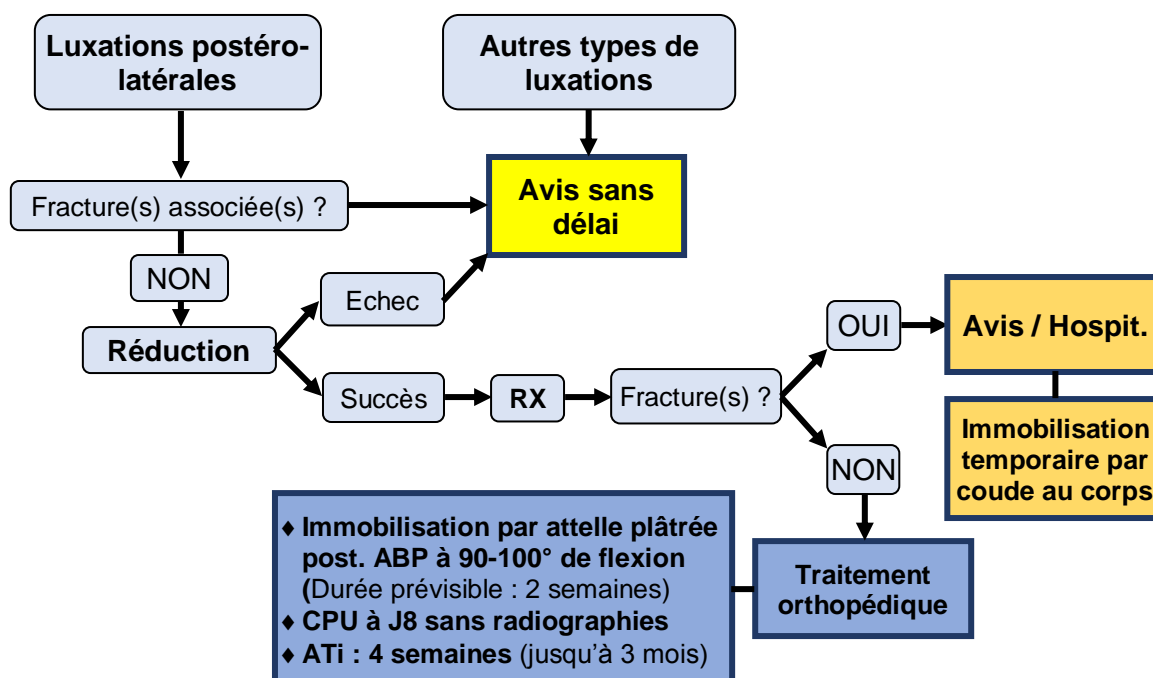 Luxations postéro-
latérales
Autres types de
luxations
Fracture(s) associée(s) ?
Avis sans
délai
NON
Echec
Réduction
Succès
RX
Fracture(s) ?
OUI
Avis / Hospit.
Immobilisation
temporaire par
coude au corps
NON
♦ Immobilisation par attelle plâtrée
post. ABP à 90-100° de flexion
(Durée prévisible : 2 semaines)
♦ CPU à J8 sans radiographies
♦ ATi : 4 semaines (jusqu'à 3 mois)
Traitement
orthopédique